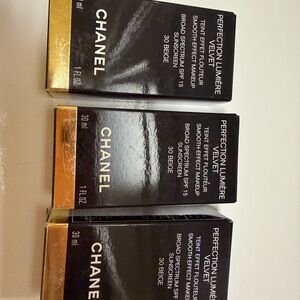 PERFECTION LUMIÈRE
VELVET
TEINT EFFET FLOUTEUR
SMOOTH-EFFECT MAKEUP
BROAD SPECTRUM SPF 15
SUNSCREEN
30 BEIGE
CHANEL
ml 1 FL OZ
PERFECTION LUMIÈRE
VELVET
TEINT EFFET FLOUTEUR
SMOOTH-EFFECT MAKEUP
BROAD SPECTRUM SPF 15
SUNSCREEN
30 BEIGE
CHANEL
30 ml 1 FL OZ
PERFECTION LUMIÈRE
VELVET
TEINT EFFET FLOUTEUR
SMOOTH-EFFECT MAKEU
BROAD SPECTRUM SPF
SUNSCREEN
30 BEIGE
CHANE
30 ml